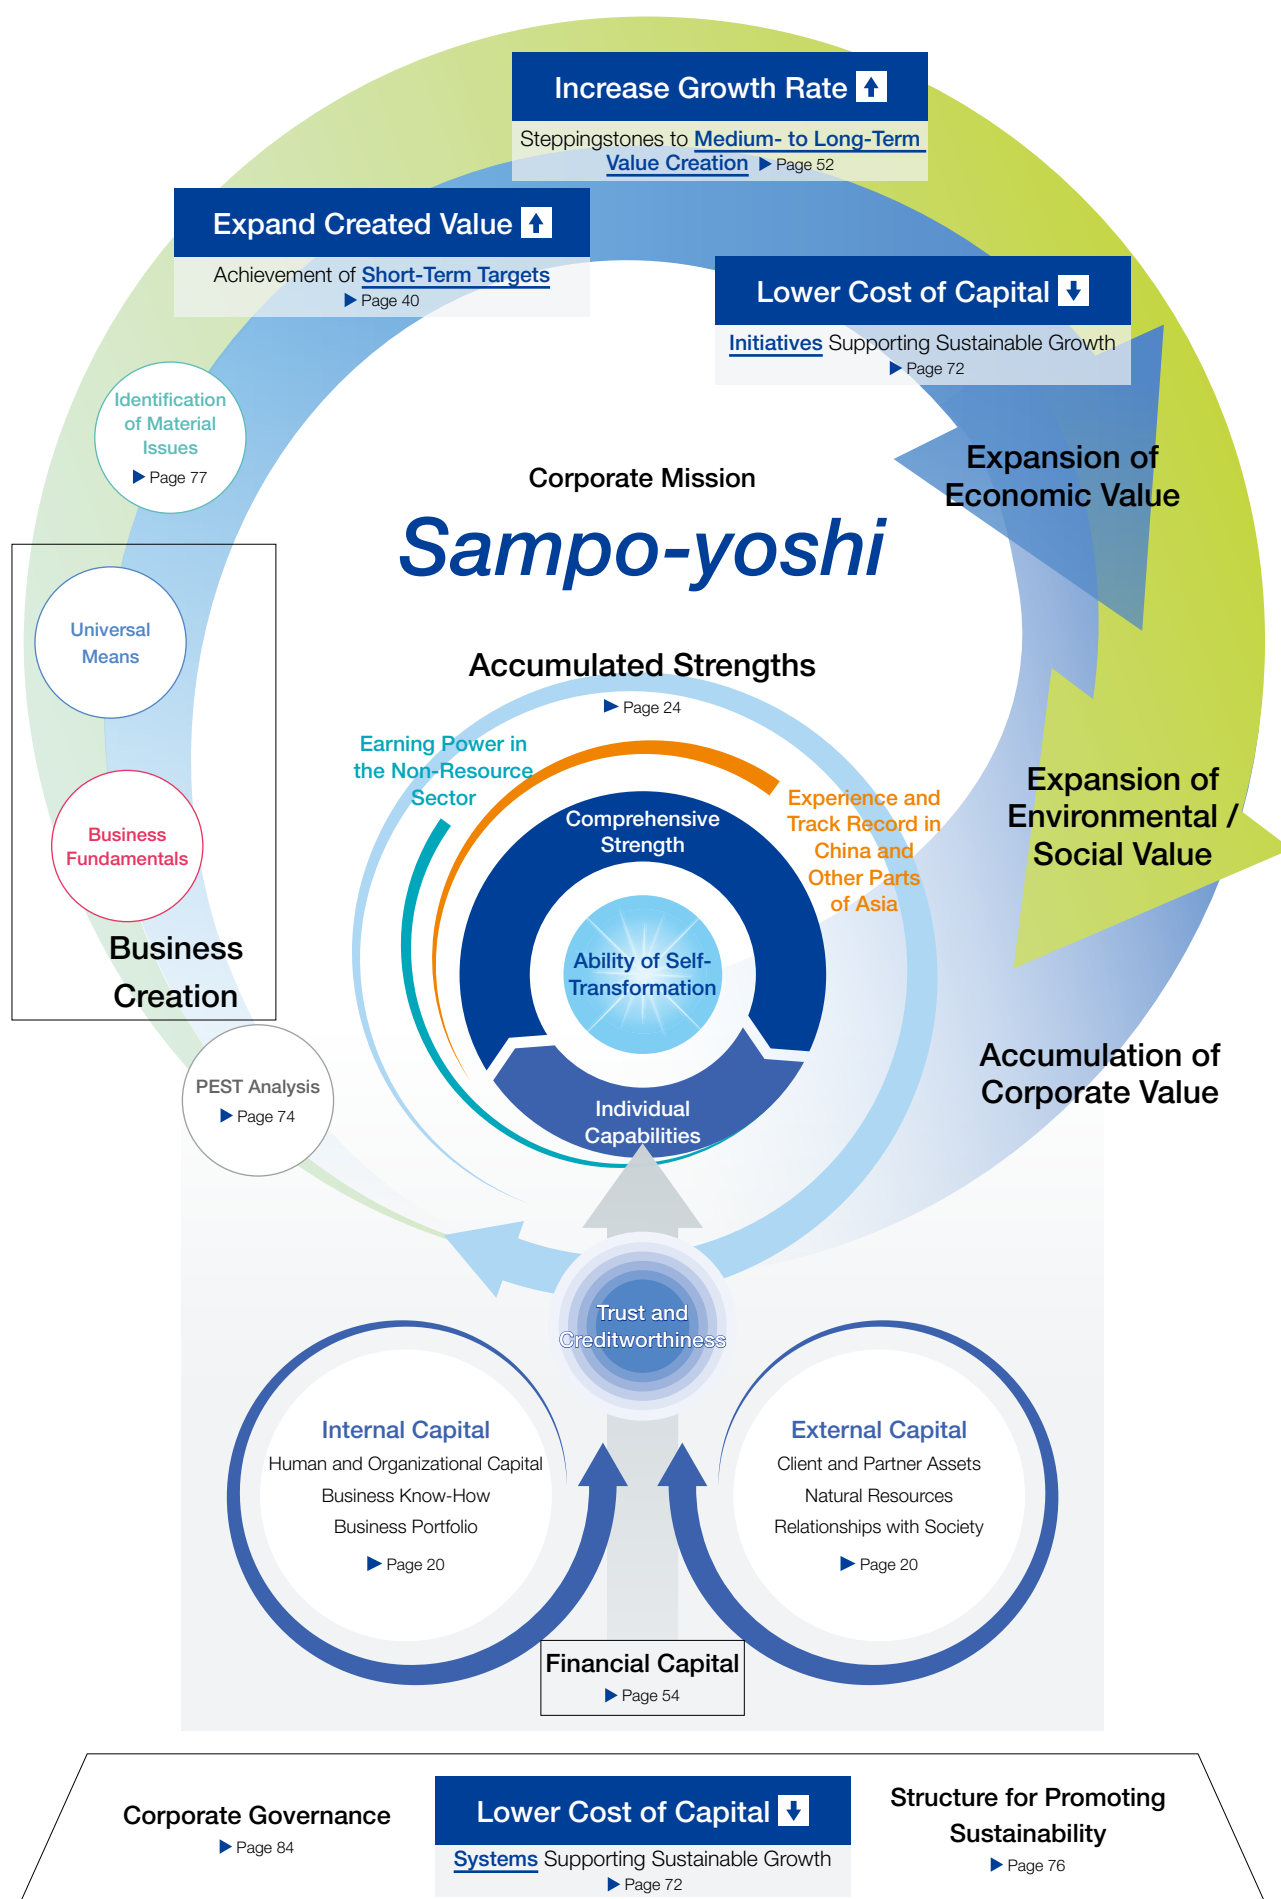 Increase Growth Rate
Steppingstones to Medium- to Long-Term
Value Creation ▶ Page 52
Expand Created Value
Achievement of Short-Term Targets
▶ Page 40
Lower Cost of Capital
Initiatives Supporting Sustainable Growth
▶ Page 72
Identification
of Material
Issues
▶ Page 77
Expansion of
Economic Value
Corporate Mission
Sampo-yoshi
Universal
Means
Accumulated Strengths
▶ Page 24
Earning Power in
the Non-Resource
Sector
Experience and
Track Record in
China and
Other Parts
of Asia
Expansion of
Environmental /
Social Value
Comprehensive
Strength
Business
Fundamentals
Business
Creation
Ability of Self-
Transformation
PEST Analysis
▶ Page 74
Individual
Capabilities
Accumulation of
Corporate Value
Trust and
Creditworthiness
Internal Capital
Human and Organizational Capital
Business Know-How
Business Portfolio
▶ Page 20
External Capital
Client and Partner Assets
Natural Resources
Relationships with Society
▶ Page 20
Financial Capital
▶ Page 54
Corporate Governance
▶ Page 84
Lower Cost of Capital
Systems Supporting Sustainable Growth
▶ Page 72
Structure for Promoting
Sustainability
▶ Page 76